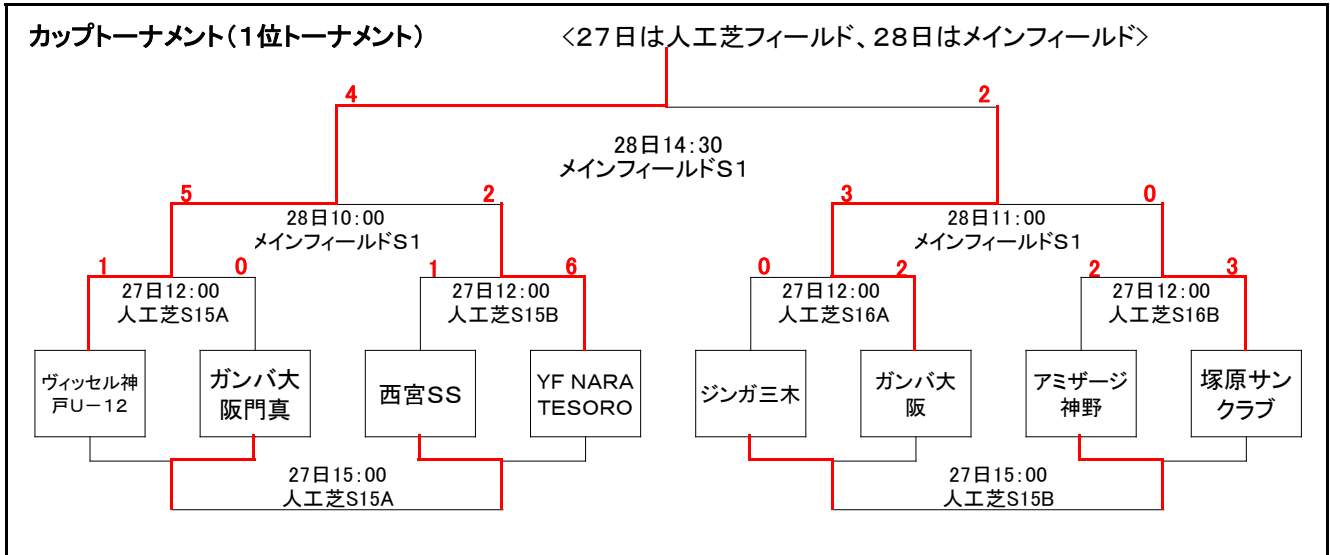 カップトーナメント(1位トーナメント) <27日は人工芝フィールド、28日はメインフィールド>
4 2
28日14:30
メインフィールドS1
5 2 3 0
28日10:00 28日11:00
メインフィールドS1 メインフィールドS1
1 0 1 6 0 2 2 3
27日12:00 27日12:00 27日12:00 27日12:00
人工芝S15A 人工芝S15B 人工芝S16A 人工芝S16B
ヴィッセル神
戸U-12
ガンバ大
阪門真
西宮SS
YF NARA
TESORO
ジンガ三木
ガンバ大
阪
アミザージ
神野
塚原サン
クラブ
27日15:00 27日15:00
人工芝S15A 人工芝S15B